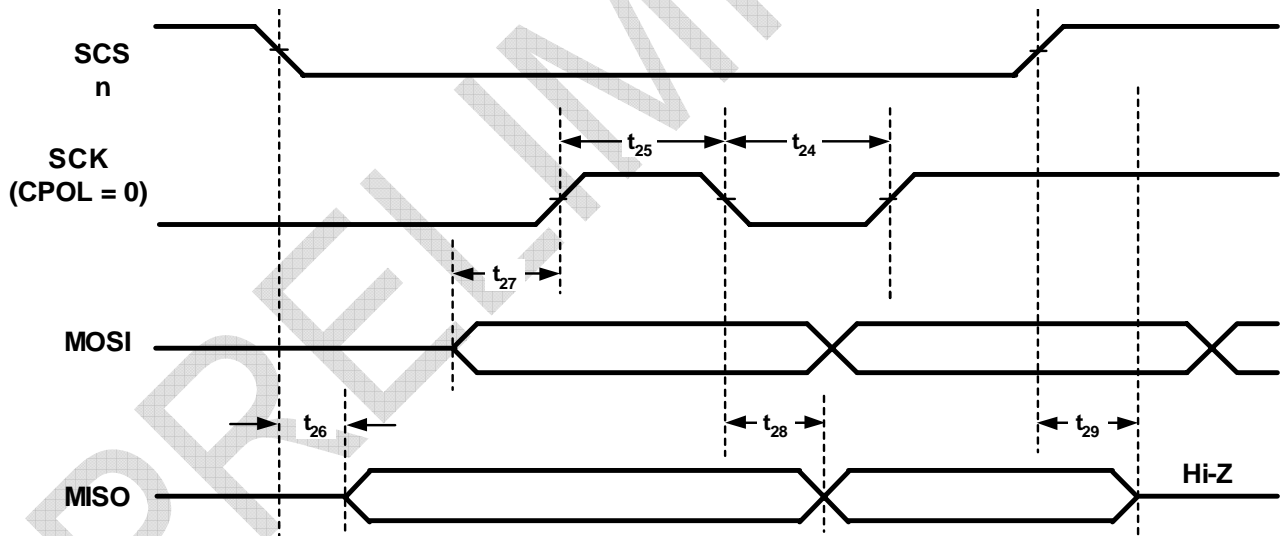 SCS
n
t25
t24
SCK
(CPOL = 0)
t27
MOSI
t26
t28
t29
MISO
Hi-Z
PRELIM